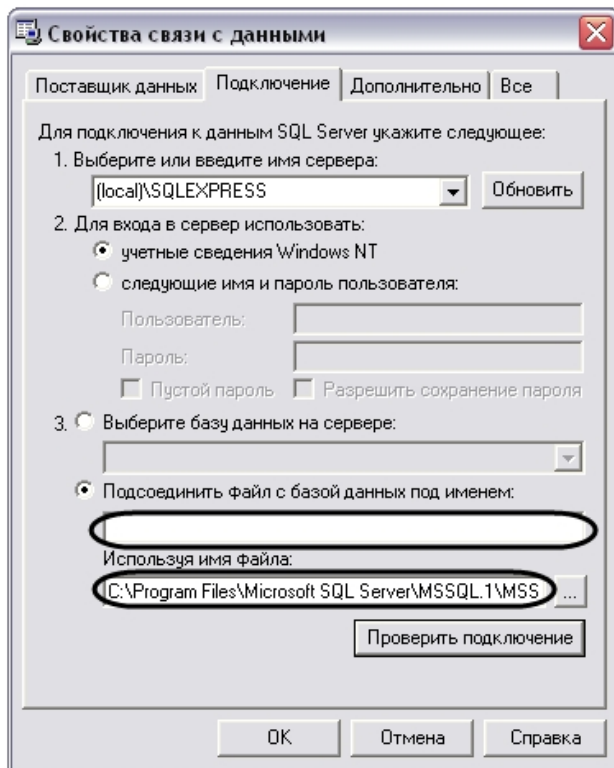 Свойства связи с данными
Поставщик данных Подключение Дополнительно Все
Для подключения к данным SQL Server укажите следующее:
1. Выберите или введите имя сервера:
(local)\SQLEXPRESS Обновить
2. Для входа в сервер использовать:
учетные сведения Windows NT
следующие имя и пароль пользователя:
Пользователь:
Пароль:
Пустой пароль Разрешить сохранение пароля
3. Выберите базу данных на сервере:
Подсоединить файл с базой данных под именем:
Используя имя файла:
C:\Program Files\Microsoft SQL Server\MSSQL.1\MSS ...
Проверить подключение
OK Отмена Справка